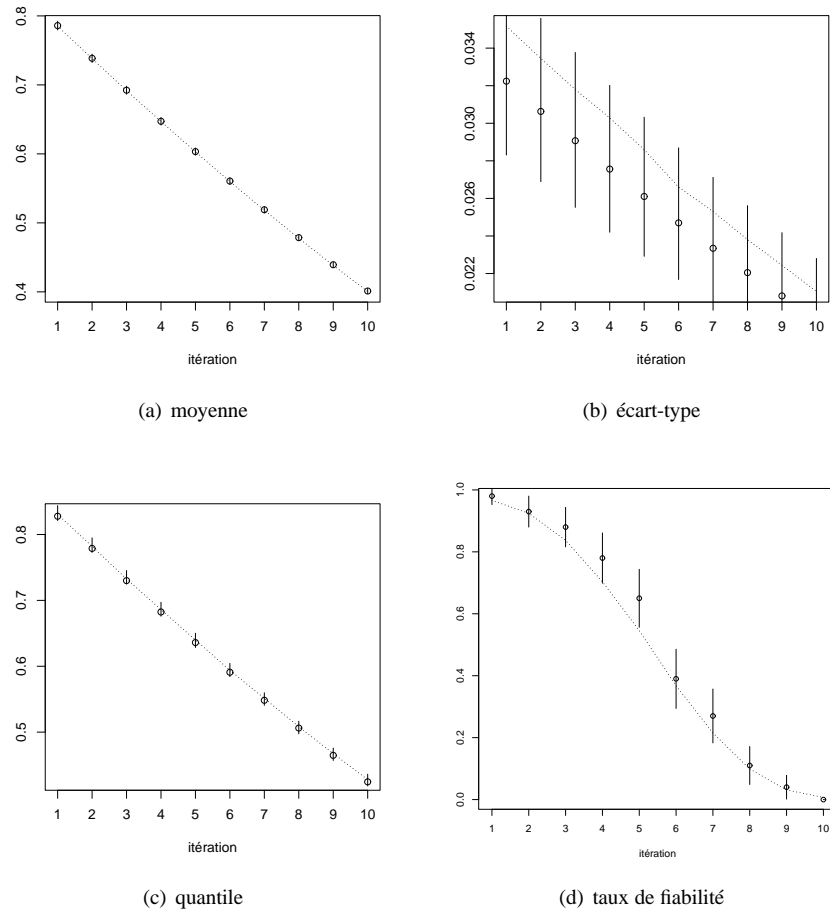 0.8
0.7
0.6
0.5
0.4
1 2 3 4 5 6 7 8 9 10
itération
(a) moyenne
0.034
0.030
0.026
0.022
1 2 3 4 5 6 7 8 9 10
itération
(b) écart-type
0.8
0.7
0.6
0.5
1 2 3 4 5 6 7 8 9 10
itération
(c) quantile
1.0
0.8
0.6
0.4
0.2
0.0
1 2 3 4 5 6 7 8 9 10
itération
(d) taux de fiabilité